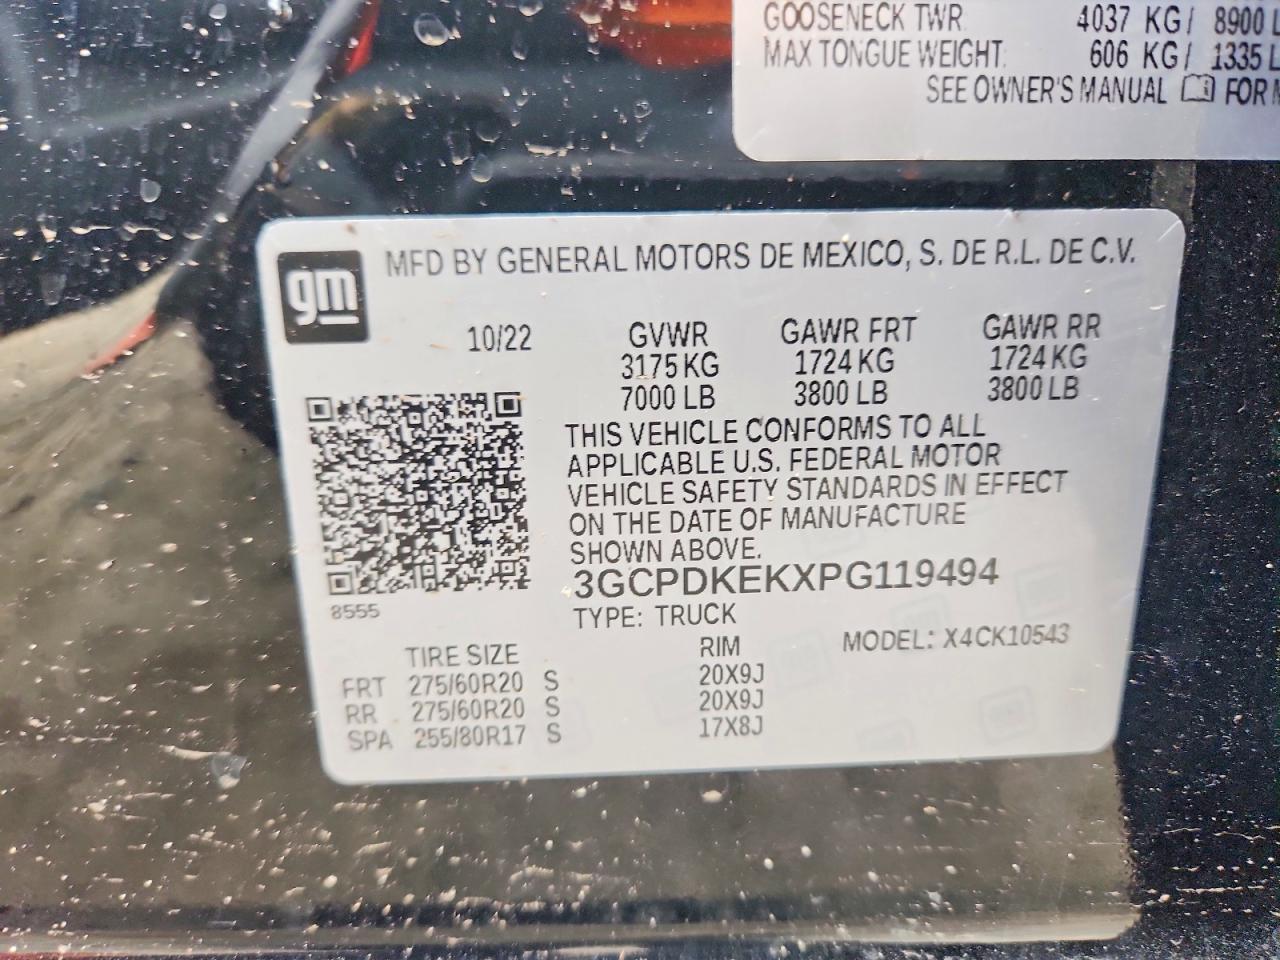 GOOSENECK TWR: 4037 KG / 8900 L
MAX TONGUE WEIGHT: 606 KG / 1335 L
SEE OWNER'S MANUAL FOR
gm
MFD BY GENERAL MOTORS DE MEXICO, S. DE R.L. DE C.V.
10/22 GVWR GAWR FRT GAWR RR
3175 KG 1724 KG 1724 KG
7000 LB 3800 LB 3800 LB
THIS VEHICLE CONFORMS TO ALL
APPLICABLE U.S. FEDERAL MOTOR
VEHICLE SAFETY STANDARDS IN EFFECT
ON THE DATE OF MANUFACTURE
SHOWN ABOVE.
3GCPDKEKXPG119494
8555
TYPE: TRUCK
MODEL: X4CK10543
TIRE SIZE RIM
FRT 275/60R20 S 20X9J
RR 275/60R20 S 20X9J
SPA 255/80R17 S 17X8J